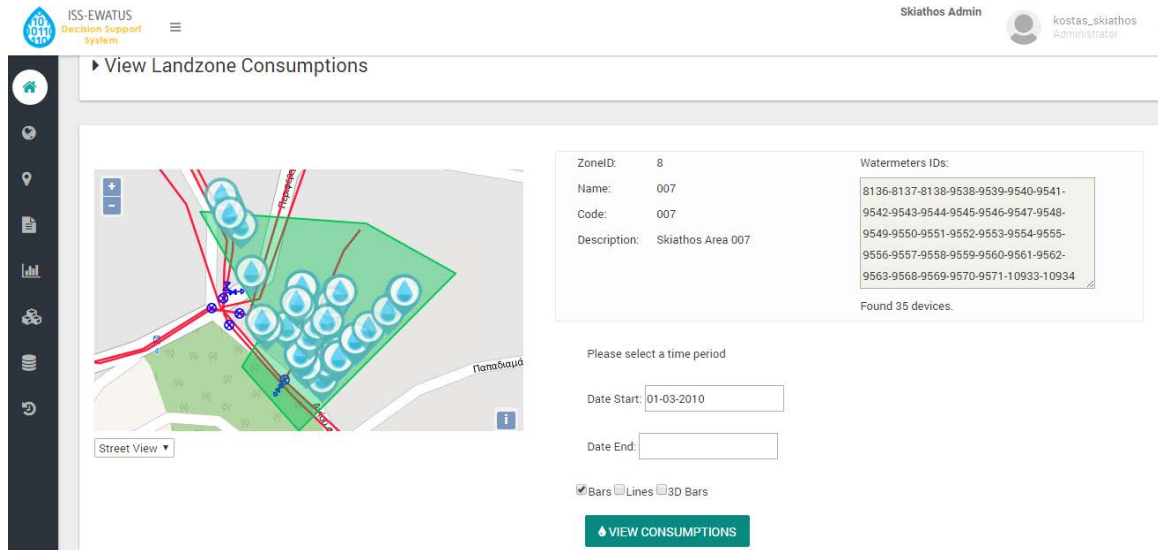 ISS-EWATUS
Decision Support
System
Skiathos Admin
kostas_skiathos
Administrator
View Landzone Consumptions
+
-
Παπαδιαμά
i
Street View
ZoneID: 8
Name: 007
Code: 007
Description: Skiathos Area 007
Watermeters IDs:
8136-8137-8138-9538-9539-9540-9541-
9542-9543-9544-9545-9546-9547-9548-
9549-9550-9551-9552-9553-9554-9555-
9556-9557-9558-9559-9560-9561-9562-
9563-9568-9569-9570-9571-10933-10934
Found 35 devices.
Please select a time period
Date Start: 01-03-2010
Date End:
Bars Lines 3D Bars
VIEW CONSUMPTIONS